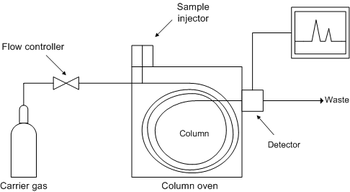 Sample
injector
Flow controller
Waste
Column
Detector
Carrier gas
Column oven